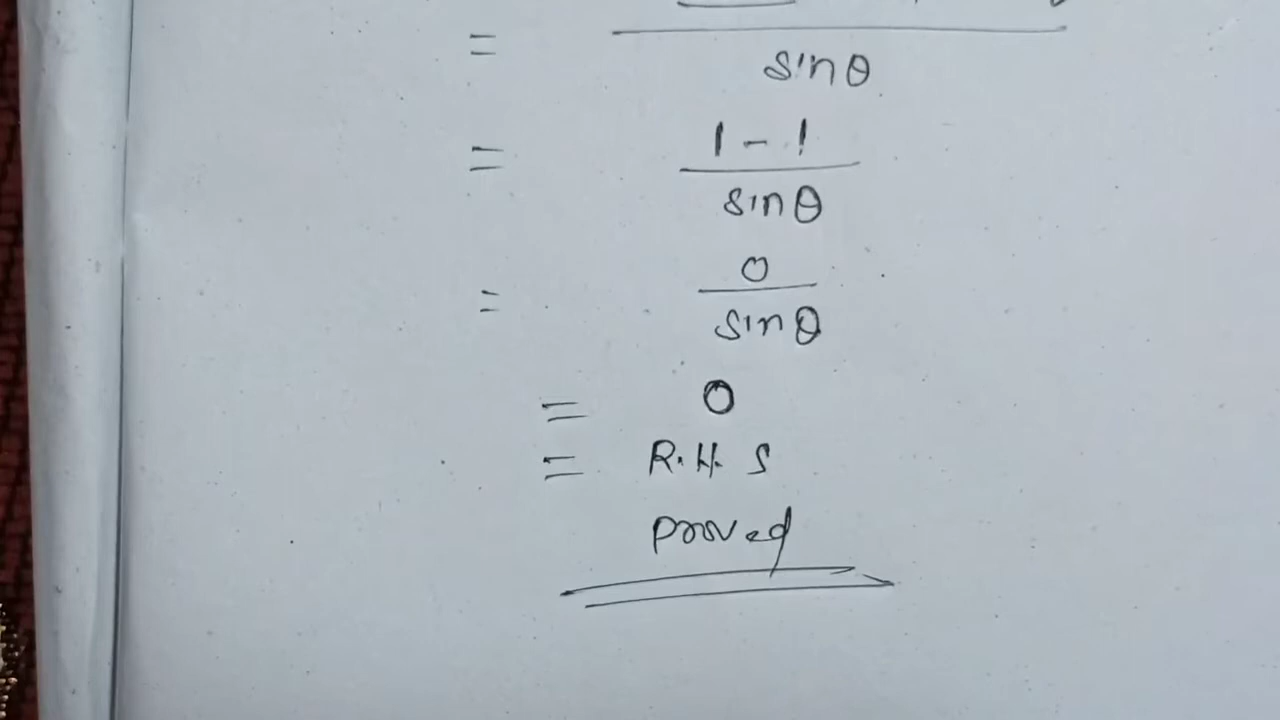 = sinθ
= 1 - 1
sinθ
= 0
sinθ
= 0
= R.H.S
proved